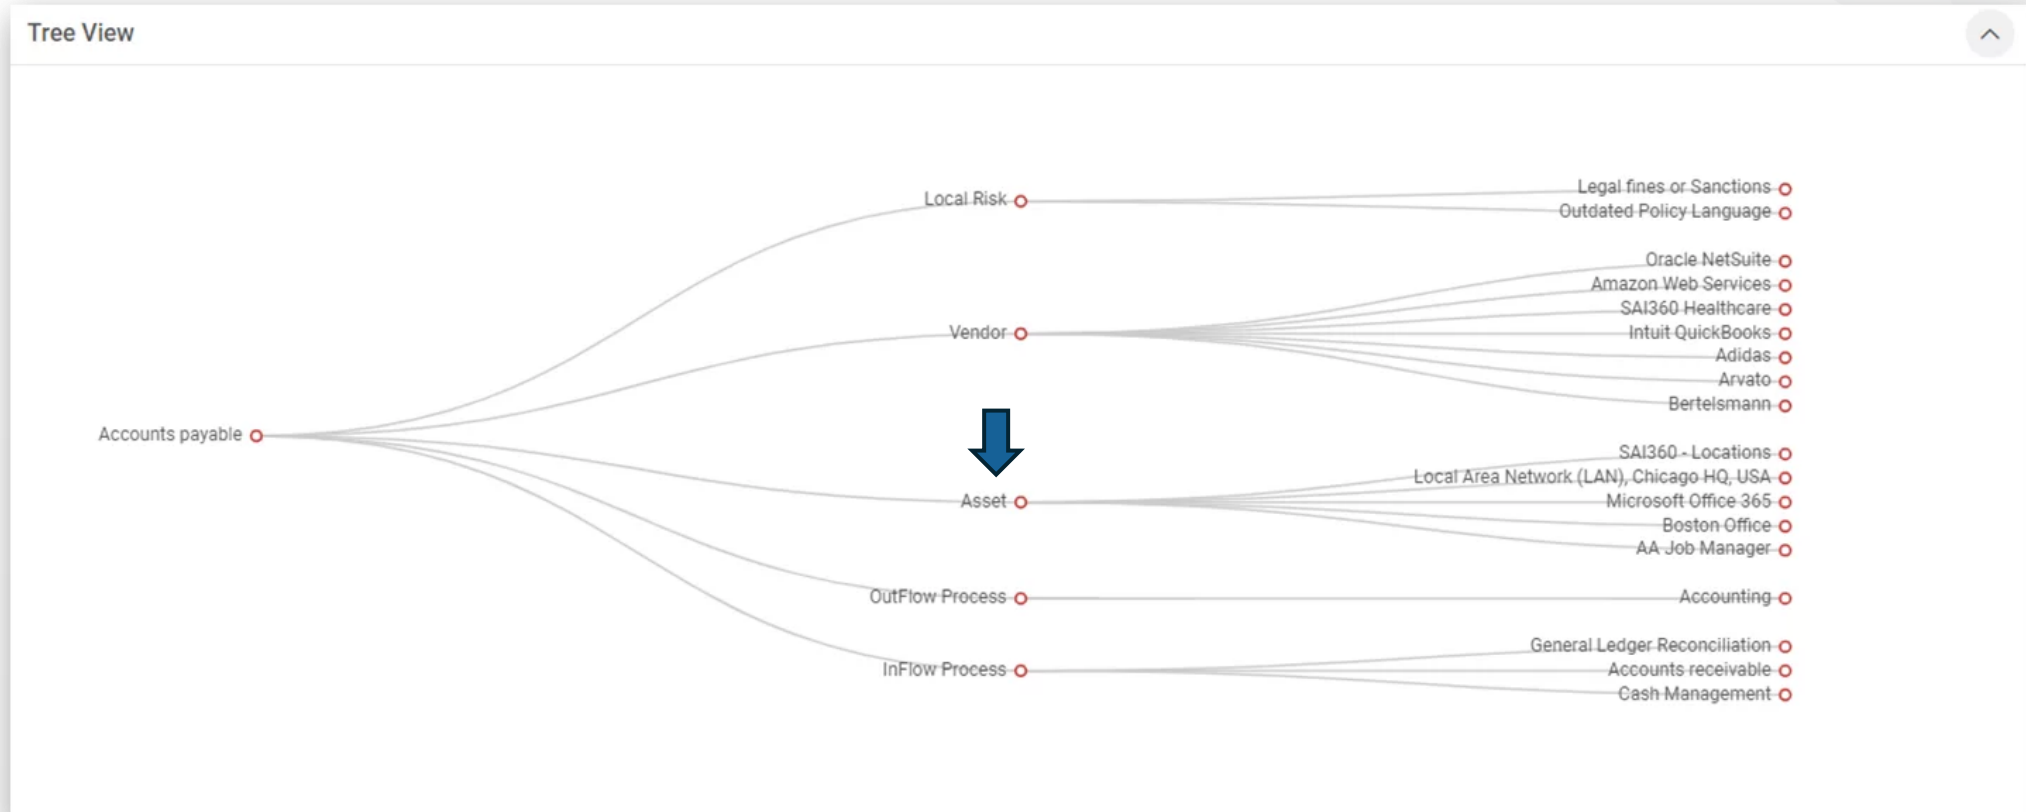 Tree View
Accounts payable
Local Risk
Legal fines or Sanctions
Outdated Policy Language
Vendor
Oracle NetSuite
Amazon Web Services
SAI360 Healthcare
Intuit QuickBooks
Adidas
Arvato
Bertelsmann
Asset
SAI360 - Locations
Local Area Network (LAN), Chicago HQ, USA
Microsoft Office 365
Boston Office
AA Job Manager
OutFlow Process
Accounting
InFlow Process
General Ledger Reconciliation
Accounts receivable
Cash Management